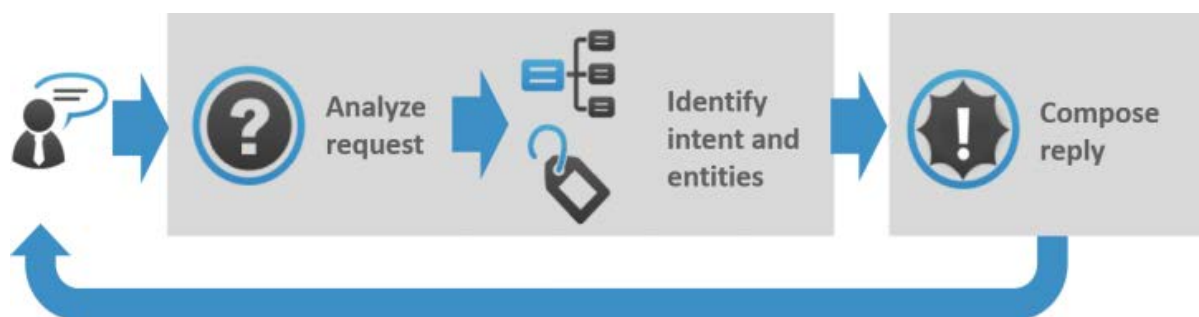 Analyze
request
Identify
intent and
entities
Compose
reply